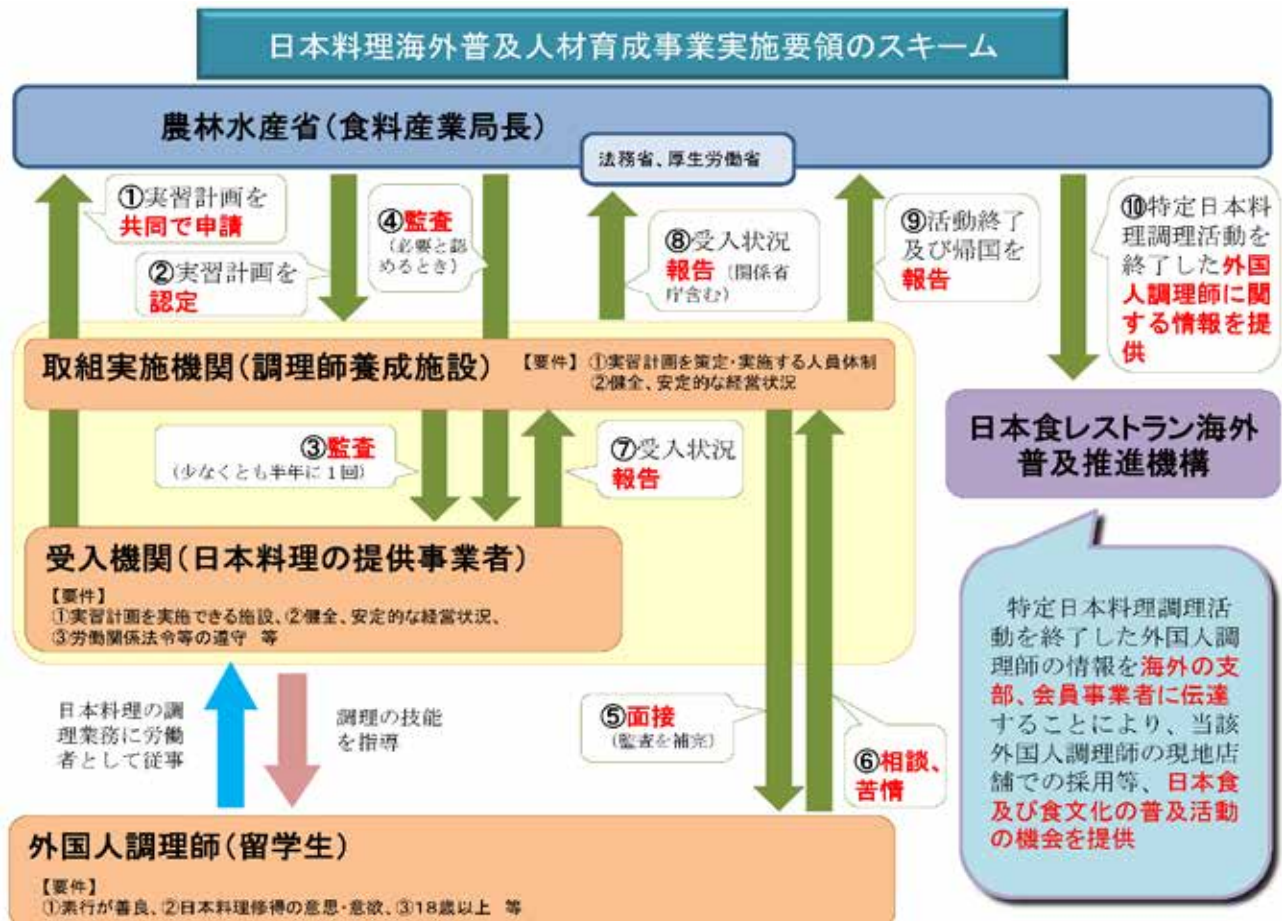 日本料理海外普及人材育成事業実施要領のスキーム
農林水産省(食料産業局長)
法務省、厚生労働省
①実習計画を
共同で申請
②実習計画を
認定
④監査
(必要と認
めるとき)
⑧受入状況
報告(関係省
庁含む)
⑨活動終了
及び帰国を
報告
⑩特定日本料
理調理活動を
終了した外国
人調理師に関
する情報を提
供
取組実施機関(調理師養成施設)
【要件】①実習計画を策定・実施する人員体制
②健全、安定的な経営状況
③監査
(少なくとも半年に1回)
⑦受入状況
報告
日本食レストラン海外
普及推進機構
受入機関(日本料理の提供事業者)
【要件】
①実習計画を実施できる施設、②健全、安定的な経営状況、
③労働関係法令等の遵守 等
日本料理の調
理業務に労働
者として従事
調理の技能
を指導
⑤面接
(監査を補完)
⑥相談、
苦情
特定日本料理調理活
動を終了した外国人調
理師の情報を海外の支
部、会員事業者に伝達
することにより、当該
外国人調理師の現地店
舗での採用等、日本食
及び食文化の普及活動
の機会を提供
外国人調理師(留学生)
【要件】
①素行が善良、②日本料理修得の意思・意欲、③18歳以上 等